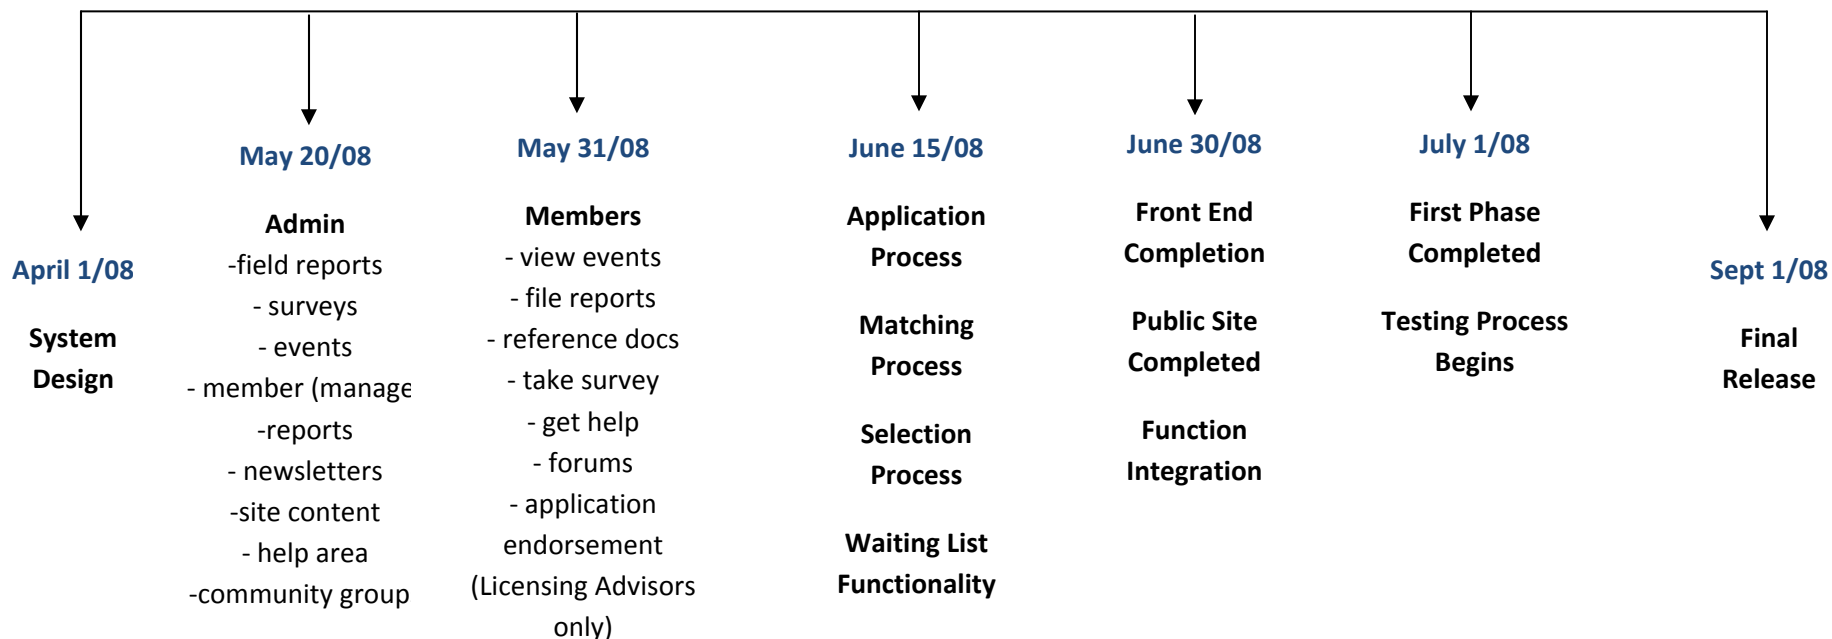 April 1/08
System
Design
May 20/08
Admin
-field reports
- surveys
- events
- member (manage
-reports
- newsletters
-site content
- help area
-community group
May 31/08
Members
- view events
- file reports
- reference docs
- take survey
- get help
- forums
- application
endorsement
(Licensing Advisors
only)
June 15/08
Application
Process
Matching
Process
Selection
Process
Waiting List
Functionality
June 30/08
Front End
Completion
Public Site
Completed
Function
Integration
July 1/08
First Phase
Completed
Testing Process
Begins
Sept 1/08
Final
Release